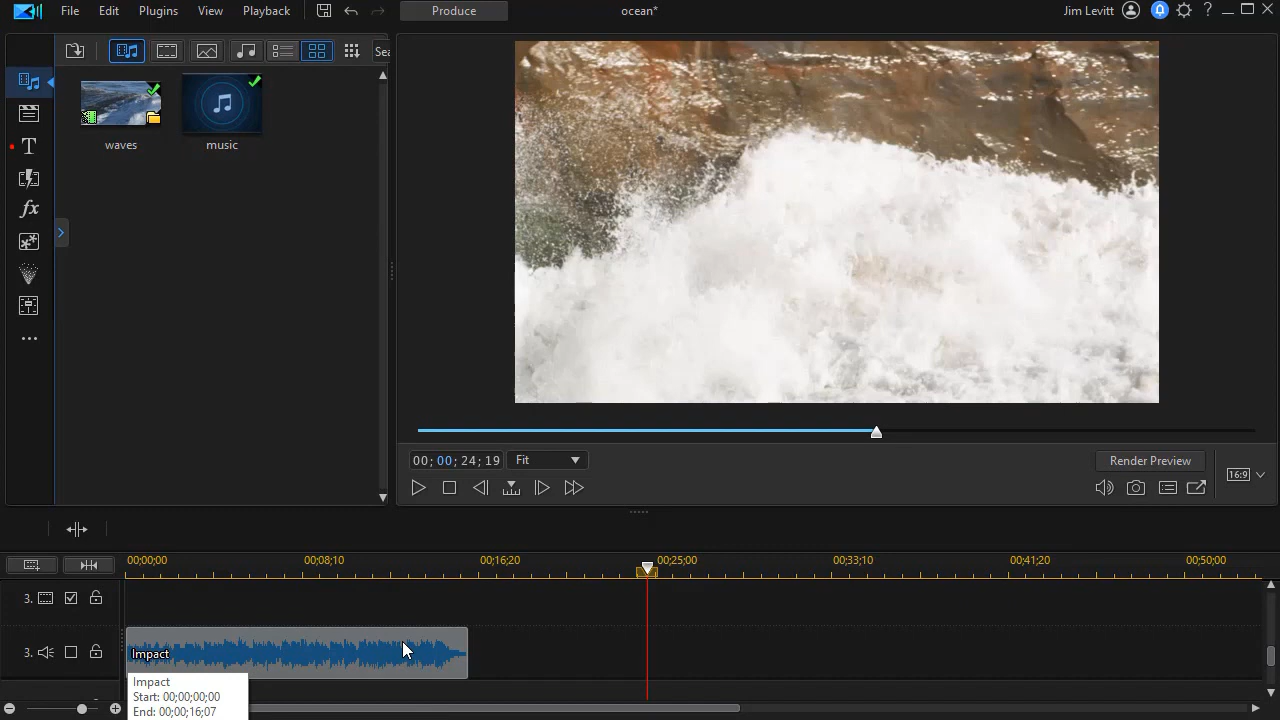 File Edit Plugins View Playback Produce ocean* Jim Levitt
Sea
waves music
00; 00; 24; 19 Fit Render Preview 16:9
00;00;00 00;08;10 00;16;20 00;25;00 00;33;10 00;41;20 00;50;00
3.
3.
Impact
Impact
Start: 00;00;00;00
End: 00;00;16;07